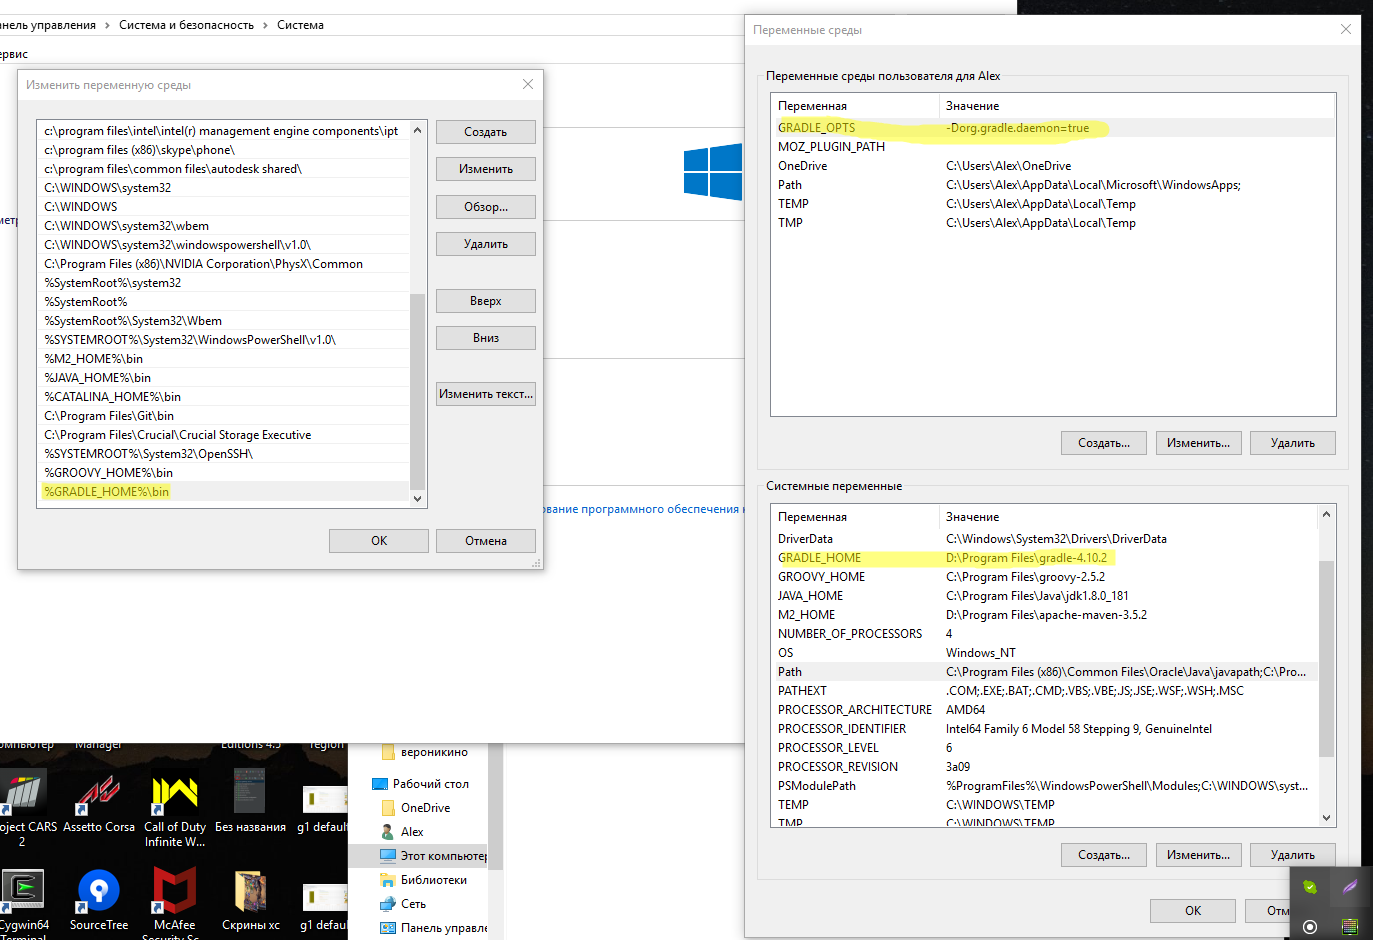 анель управления › Система и безопасность › Система
ервис
Изменить переменную среды
c:\program files\intel\intel(r) management engine components\ipt
c:\program files (x86)\skype\phone\
c:\program files\common files\autodesk shared\
C:\WINDOWS\system32
C:\WINDOWS
C:\WINDOWS\system32\wbem
C:\WINDOWS\system32\windowspowershell\v1.0\
C:\Program Files (x86)\NVIDIA Corporation\PhysX\Common
%SystemRoot%\system32
%SystemRoot%
%SystemRoot%\System32\Wbem
%SYSTEMROOT%\System32\WindowsPowerShell\v1.0\
%M2_HOME%\bin
%JAVA_HOME%\bin
%CATALINA_HOME%\bin
C:\Program Files\Git\bin
C:\Program Files\Crucial\Crucial Storage Executive
%SYSTEMROOT%\System32\OpenSSH\
%GROOVY_HOME%\bin
%GRADLE_HOME%\bin
Создать
Изменить
Обзор...
Удалить
Вверх
Вниз
Изменить текст...
OK
Отмена
метр
ование программного обеспечения к
Переменные среды
Переменные среды пользователя для Alex
Переменная Значение
GRADLE_OPTS -Dorg.gradle.daemon=true
MOZ_PLUGIN_PATH
OneDrive C:\Users\Alex\OneDrive
Path C:\Users\Alex\AppData\Local\Microsoft\WindowsApps;
TEMP C:\Users\Alex\AppData\Local\Temp
TMP C:\Users\Alex\AppData\Local\Temp
Создать... Изменить... Удалить
Системные переменные
Переменная Значение
DriverData C:\Windows\System32\Drivers\DriverData
GRADLE_HOME D:\Program Files\gradle-4.10.2
GROOVY_HOME C:\Program Files\groovy-2.5.2
JAVA_HOME C:\Program Files\Java\jdk1.8.0_181
M2_HOME D:\Program Files\apache-maven-3.5.2
NUMBER_OF_PROCESSORS 4
OS Windows_NT
Path C:\Program Files (x86)\Common Files\Oracle\Java\javapath;C:\Pro...
PATHEXT .COM;.EXE;.BAT;.CMD;.VBS;.VBE;.JS;.JSE;.WSF;.WSH;.MSC
PROCESSOR_ARCHITECTURE AMD64
PROCESSOR_IDENTIFIER Intel64 Family 6 Model 58 Stepping 9, GenuineIntel
PROCESSOR_LEVEL 6
PROCESSOR_REVISION 3a09
PSModulePath %ProgramFiles%\WindowsPowerShell\Modules;C:\WINDOWS\syst...
TEMP C:\WINDOWS\TEMP
TMP C:\WINDOWS\TEMP
Создать... Изменить... Удалить
OK Отм
омпьютер Manager Editions 4.5 region
oject CARS 2
Assetto Corsa
Call of Duty Infinite W...
Без названия
g1 default
Cygwin64 Terminal
SourceTree
McAfee Security Sc
Скрины хс
g1 default
вероникино
Рабочий стол
OneDrive
Alex
Этот компьютер
Библиотеки
Сеть
Панель управле